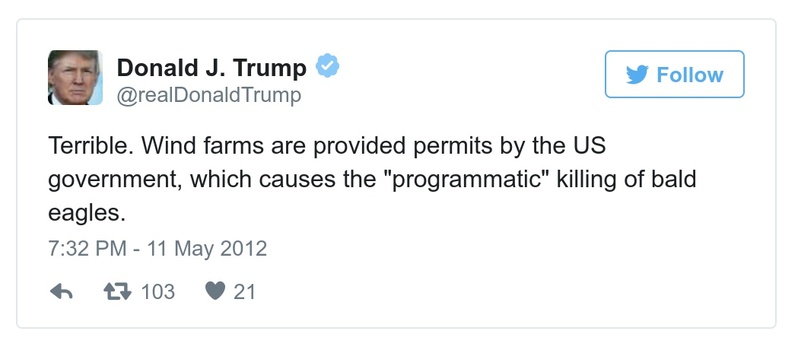 Donald J. Trump
@realDonaldTrump
Follow
Terrible. Wind farms are provided permits by the US
government, which causes the "programmatic" killing of bald
eagles.
7:32 PM - 11 May 2012
103 21